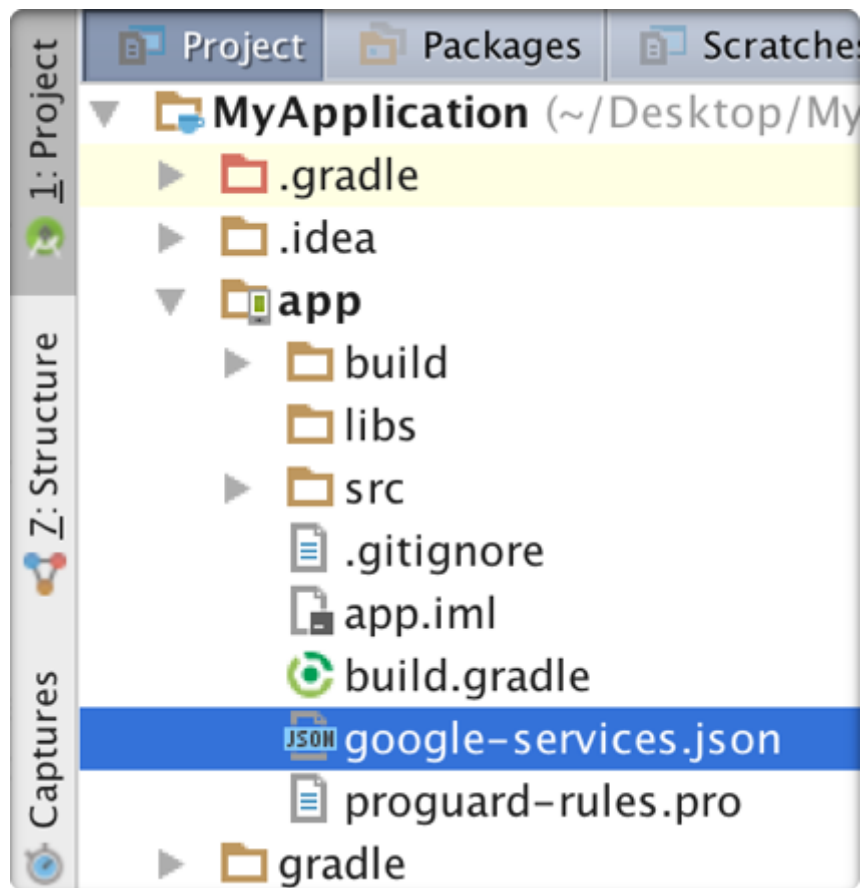 Project Packages Scratches
MyApplication (~/Desktop/My
.gradle
.idea
app
build
libs
src
.gitignore
app.iml
build.gradle
JSON google-services.json
proguard-rules.pro
gradle
1: Project
7: Structure
Captures